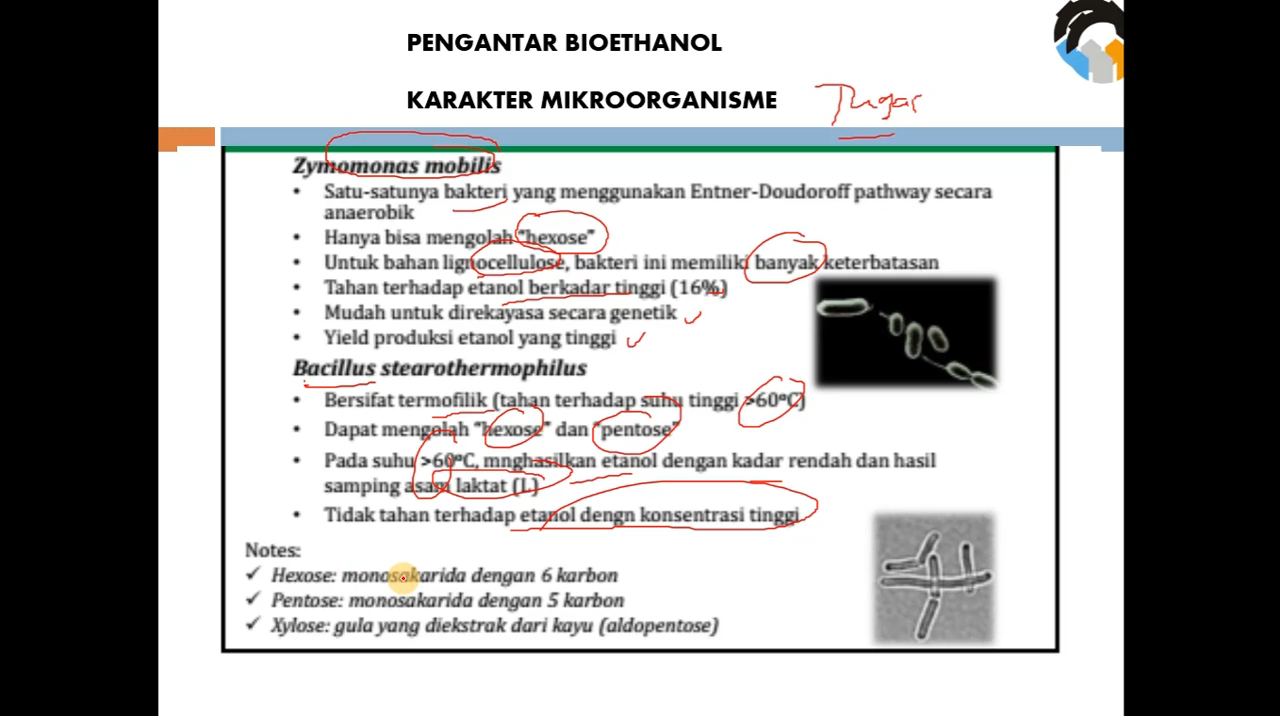 PENGANTAR BIOETHANOL
KARAKTER MIKROORGANISME
Tugas
Zymomonas mobilis
• Satu-satunya bakteri yang menggunakan Entner-Doudoroff pathway secara
anaerobik
• Hanya bisa mengolah "hexose"
• Untuk bahan lignocellulose, bakteri ini memiliki banyak keterbatasan
• Tahan terhadap etanol berkadar tinggi (16%)
• Mudah untuk direkayasa secara genetik
• Yield produksi etanol yang tinggi
Bacillus stearothermophilus
• Bersifat termofilik (tahan terhadap suhu tinggi >60°C)
• Dapat mengolah "hexose" dan "pentose"
• Pada suhu >60°C, mnghasilkan etanol dengan kadar rendah dan hasil
samping asam laktat (L)
• Tidak tahan terhadap etanol dengn konsentrasi tinggi
Notes:
✓ Hexose: monosakarida dengan 6 karbon
✓ Pentose: monosakarida dengan 5 karbon
✓ Xylose: gula yang diekstrak dari kayu (aldopentose)